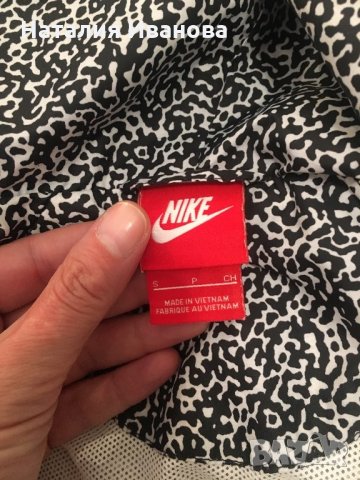 Наталия Иванова
NIKE
S P CH
MADE IN VIETNAM
FABRIQUE AU VIETNAM